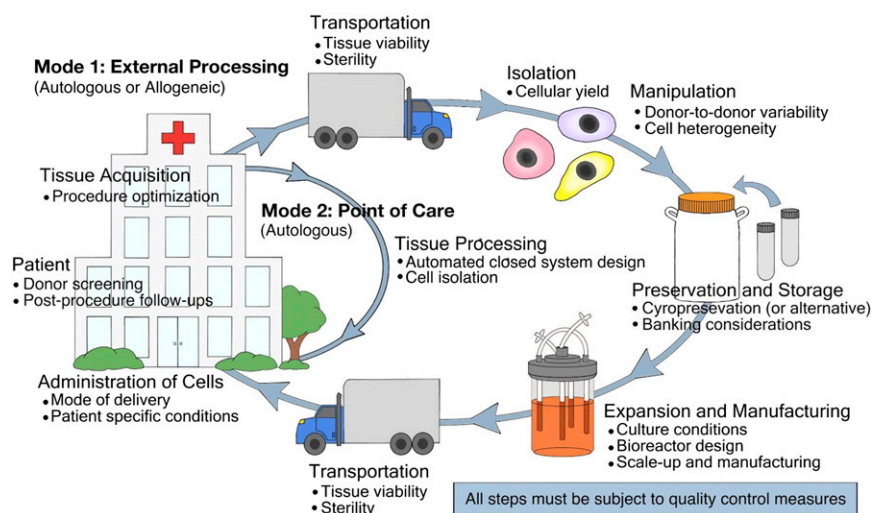 Transportation
• Tissue viability
• Sterility
Mode 1: External Processing
(Autologous or Allogeneic)
Isolation
• Cellular yield
Manipulation
• Donor-to-donor variability
• Cell heterogeneity
Tissue Acquisition
• Procedure optimization
Mode 2: Point of Care
(Autologous)
Tissue Processing
• Automated closed system design
• Cell isolation
Patient
• Donor screening
• Post-procedure follow-ups
Preservation and Storage
• Cyropresevation (or alternative)
• Banking considerations
Administration of Cells
• Mode of delivery
• Patient specific conditions
Expansion and Manufacturing
• Culture conditions
• Bioreactor design
• Scale-up and manufacturing
Transportation
• Tissue viability
• Sterility
All steps must be subject to quality control measures